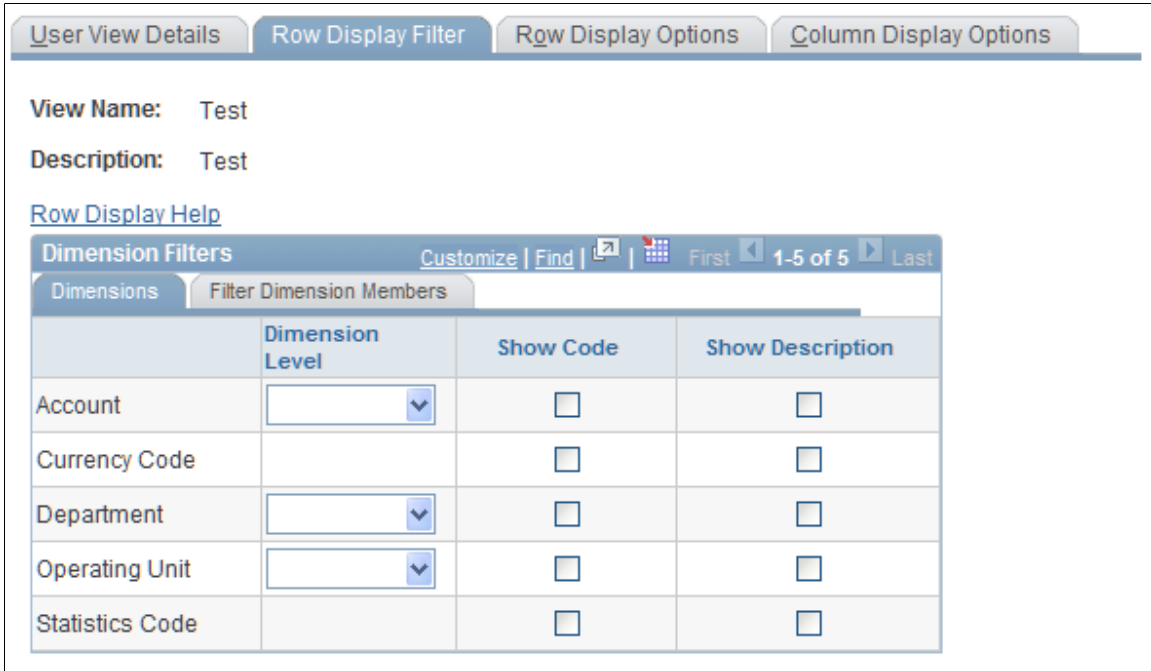 User View Details Row Display Filter Row Display Options Column Display Options
View Name: Test
Description: Test
Row Display Help
Dimension Filters Customize | Find | | First 1-5 of 5 Last
Dimensions Filter Dimension Members
Dimension Level Show Code Show Description
Account
Currency Code
Department
Operating Unit
Statistics Code